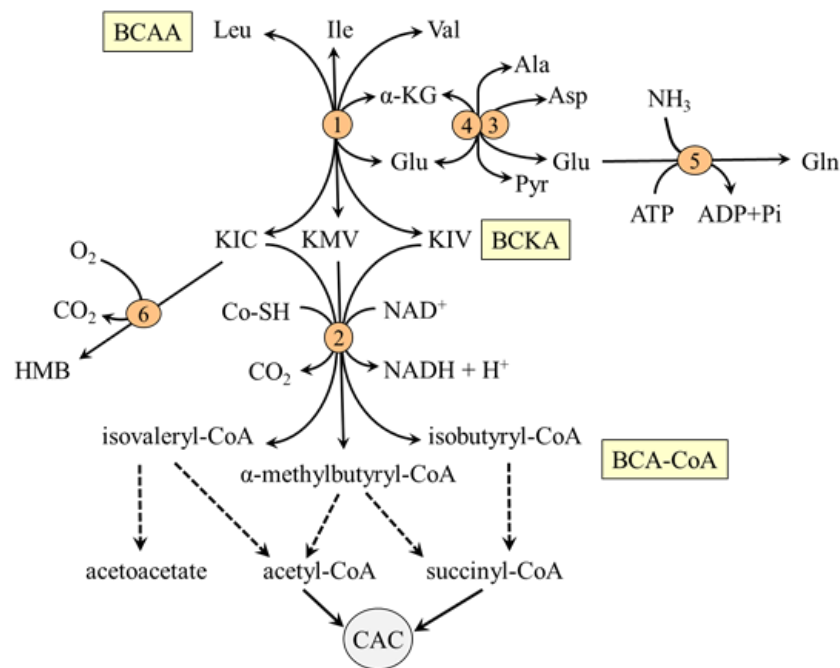 BCAA
Leu
Ile
Val
α-KG
Ala
Asp
NH₃
1
4
3
5
Glu
Glu
Gln
Pyr
ATP
ADP+Pi
KIC
KMV
KIV
BCKA
O₂
CO₂
6
HMB
Co-SH
NAD⁺
2
CO₂
NADH + H⁺
isovaleryl-CoA
isobutyryl-CoA
α-methylbutyryl-CoA
BCA-CoA
acetoacetate
acetyl-CoA
succinyl-CoA
CAC